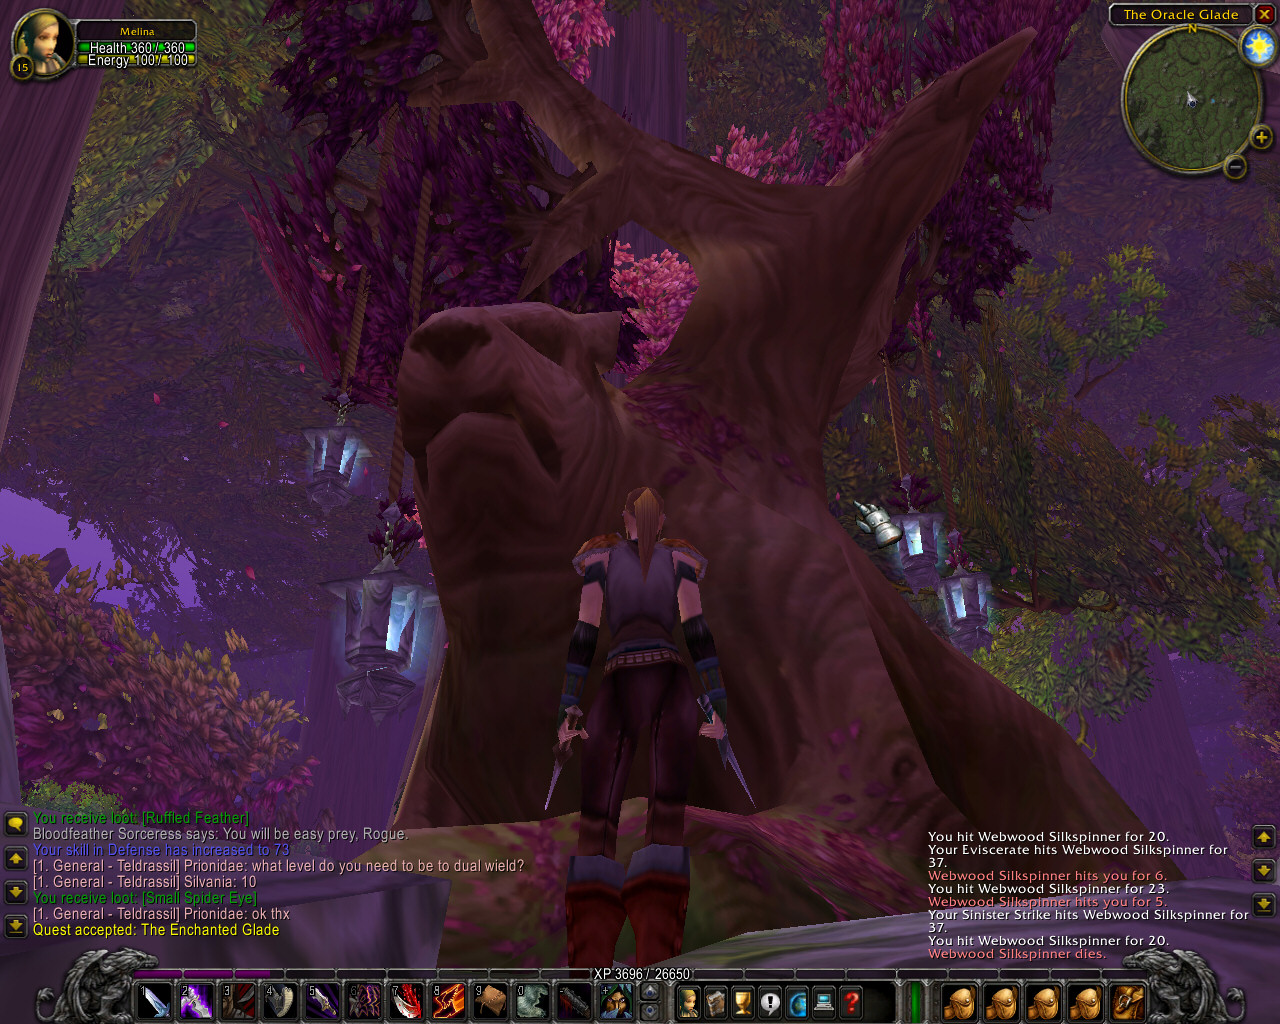 Melina
Health 360 / 360
Energy 100 / 100
15
The Oracle Glade
N
You receive loot: [Ruffled Feather]
Bloodfeather Sorceress says: You will be easy prey, Rogue.
Your skill in Defense has increased to 73
[1. General - Teldrassil] Prionidae: what level do you need to be to dual wield?
[1. General - Teldrassil] Silvania: 10
You receive loot: [Small Spider Eye]
[1. General - Teldrassil] Prionidae: ok thx
Quest accepted: The Enchanted Glade
You hit Webwood Silkspinner for 20.
Your Eviscerate hits Webwood Silkspinner for
37.
Webwood Silkspinner hits you for 6.
You hit Webwood Silkspinner for 23.
Webwood Silkspinner hits you for 5.
Your Sinister Strike hits Webwood Silkspinner for
37.
You hit Webwood Silkspinner for 20.
Webwood Silkspinner dies.
XP 3696 / 26650
1 2 3 4 5 6 7 8 9 0 - +